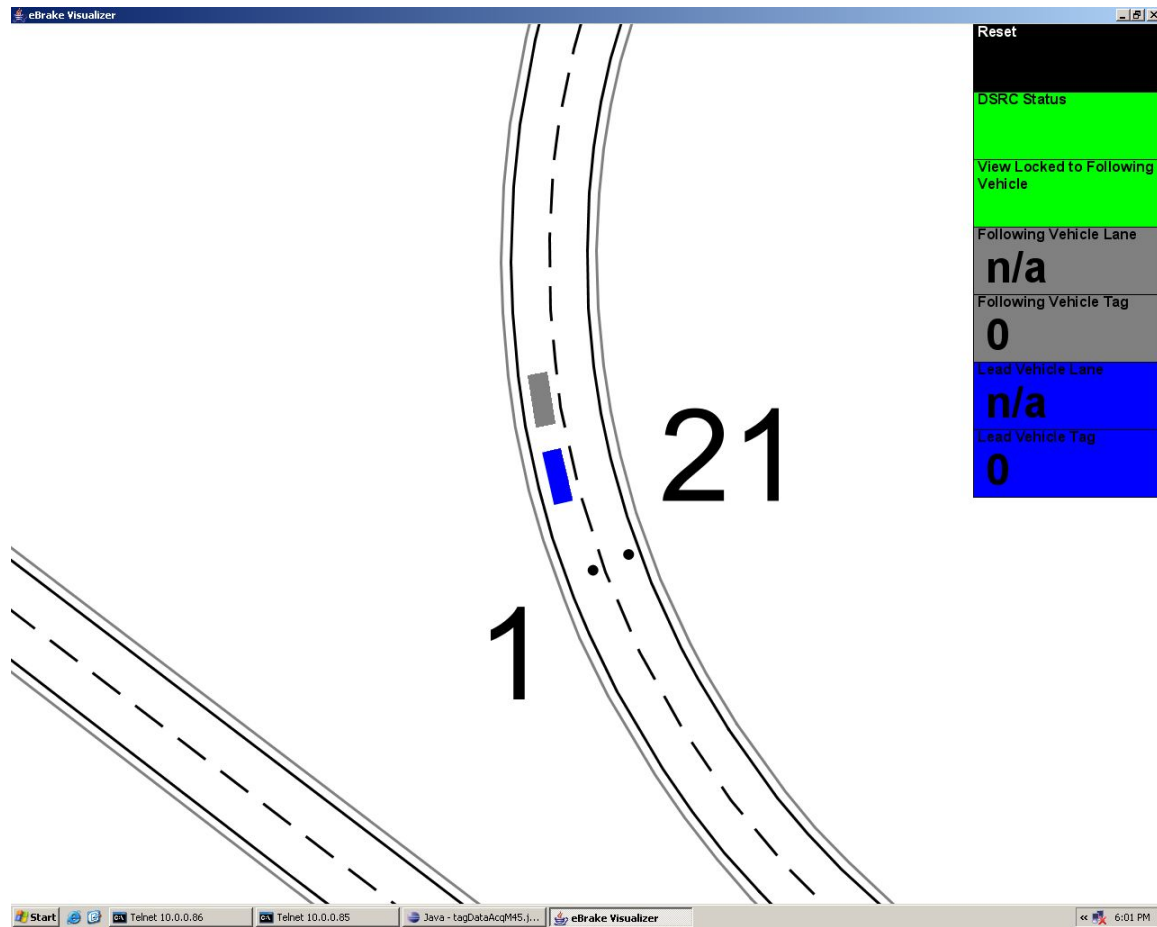 eBrake Visualizer
Reset
DSRC Status
View Locked to Following
Vehicle
Following Vehicle Lane
n/a
Following Vehicle Tag
0
Lead Vehicle Lane
n/a
Lead Vehicle Tag
0
21
1
Start
Telnet 10.0.0.86
Telnet 10.0.0.85
Java - tagDataAcqM45.j...
eBrake Visualizer
6:01 PM